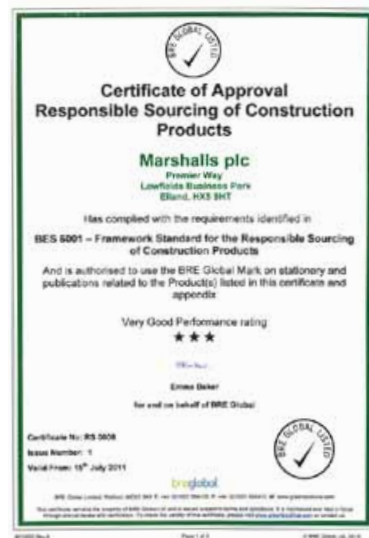 BRE GLOBAL LISTED
Certificate of Approval
Responsible Sourcing of Construction
Products
Marshalls plc
Premier Way
Lowfields Business Park
Elland, HX5 9HT
Has complied with the requirements identified in
BES 6001 – Framework Standard for the Responsible Sourcing
of Construction Products
And is authorised to use the BRE Global Mark on stationery and
publications related to the Product(s) listed in this certificate and
appendix
Very Good Performance rating
Emma Baker
for and on behalf of BRE Global
Certificate No: RS 0008
Issue Number: 1
Valid From: 15th July 2011
BRE GLOBAL LISTED
breglobal
Page 1 of 3